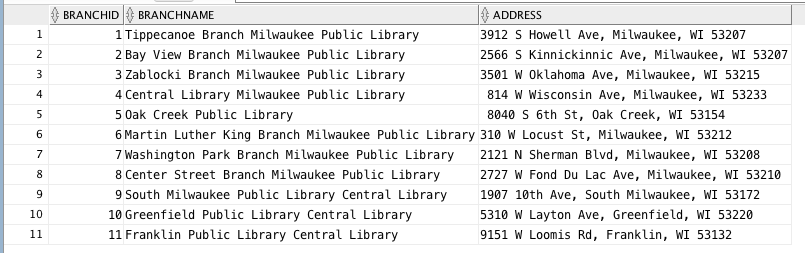 BRANCHID BRANCHNAME ADDRESS
1 1 Tippecanoe Branch Milwaukee Public Library 3912 S Howell Ave, Milwaukee, WI 53207
2 2 Bay View Branch Milwaukee Public Library 2566 S Kinnickinnic Ave, Milwaukee, WI 53207
3 3 Zablocki Branch Milwaukee Public Library 3501 W Oklahoma Ave, Milwaukee, WI 53215
4 4 Central Library Milwaukee Public Library 814 W Wisconsin Ave, Milwaukee, WI 53233
5 5 Oak Creek Public Library 8040 S 6th St, Oak Creek, WI 53154
6 6 Martin Luther King Branch Milwaukee Public Library 310 W Locust St, Milwaukee, WI 53212
7 7 Washington Park Branch Milwaukee Public Library 2121 N Sherman Blvd, Milwaukee, WI 53208
8 8 Center Street Branch Milwaukee Public Library 2727 W Fond Du Lac Ave, Milwaukee, WI 53210
9 9 South Milwaukee Public Library Central Library 1907 10th Ave, South Milwaukee, WI 53172
10 10 Greenfield Public Library Central Library 5310 W Layton Ave, Greenfield, WI 53220
11 11 Franklin Public Library Central Library 9151 W Loomis Rd, Franklin, WI 53132